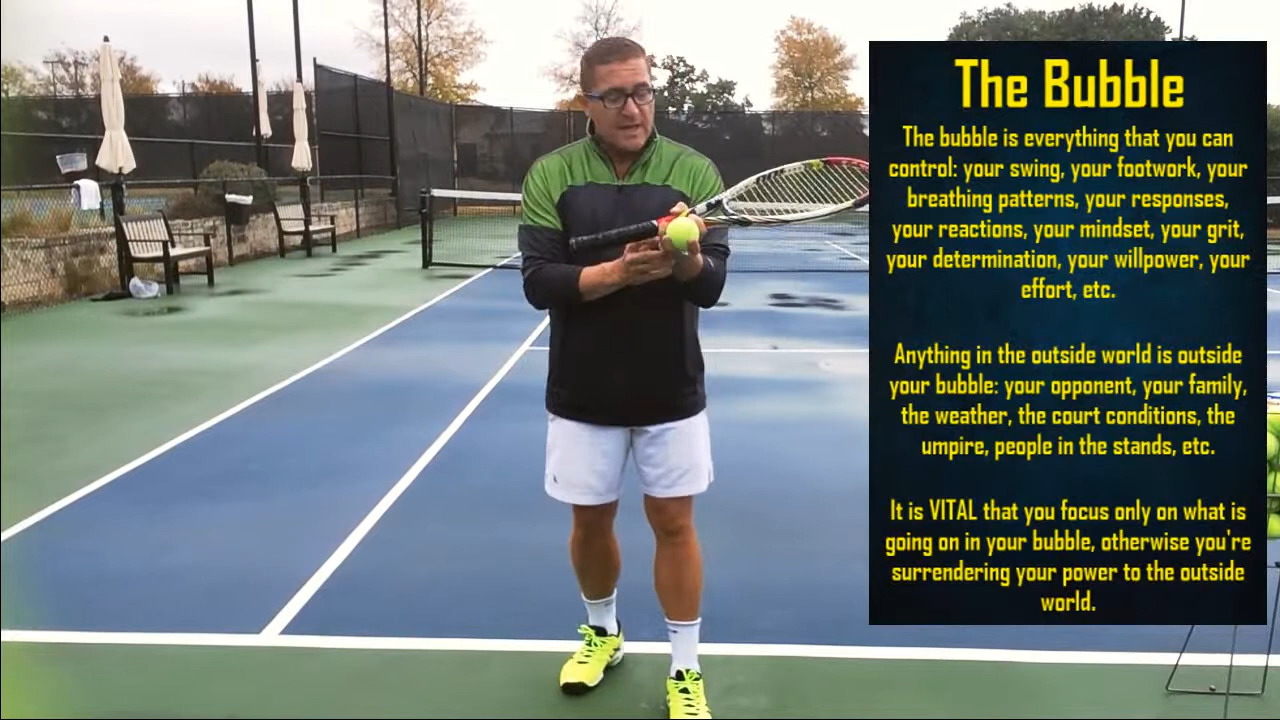 The Bubble
The bubble is everything that you can
control: your swing, your footwork, your
breathing patterns, your responses,
your reactions, your mindset, your grit,
your determination, your willpower, your
effort, etc.
Anything in the outside world is outside
your bubble: your opponent, your family,
the weather, the court conditions, the
umpire, people in the stands, etc.
It is VITAL that you focus only on what is
going on in your bubble, otherwise you're
surrendering your power to the outside
world.